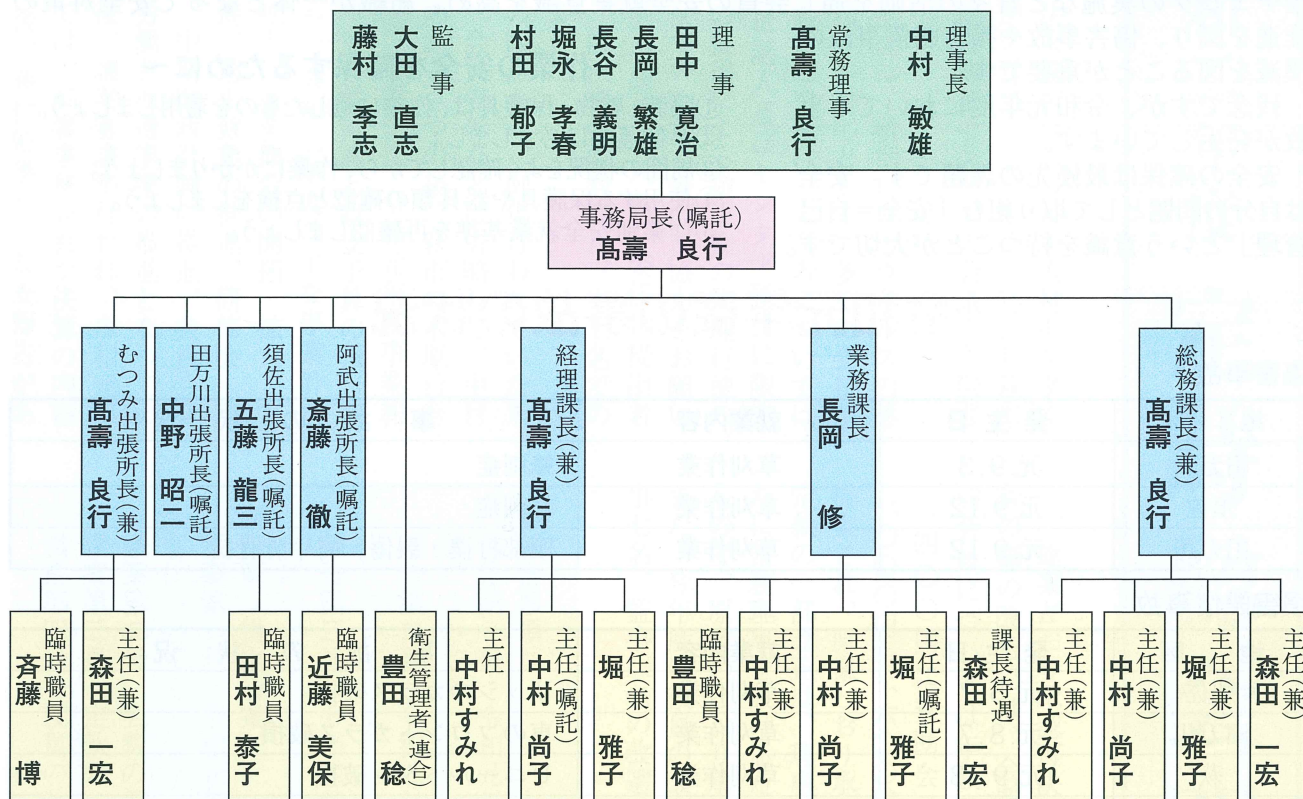 理事長
中村 敏雄
常務理事
髙壽 良行
理事
田中 寛治
長岡 繁雄
長谷 義明
堀永 孝春
村田 郁子
監事
大田 直志
藤村 季志
事務局長(嘱託)
髙壽 良行
総務課長(兼)
髙壽 良行
業務課長
長岡 修
経理課長(兼)
髙壽 良行
阿武出張所長(嘱託)
斎藤 徹
須佐出張所長(嘱託)
五藤 龍三
田万川出張所長(嘱託)
中野 昭二
むつみ出張所長(兼)
髙壽 良行
主任(兼)
森田 一宏
主任(兼)
堀 雅子
主任(兼)
中村 尚子
主任(兼)
中村すみれ
課長待遇
森田 一宏
主任(嘱託)
堀 雅子
主任(兼)
中村 尚子
主任(兼)
中村すみれ
臨時職員
豊田 稔
主任(兼)
堀 雅子
主任(嘱託)
中村 尚子
主任
中村すみれ
衛生管理者(連合)
豊田 稔
臨時職員
近藤 美保
臨時職員
田村 泰子
主任(兼)
森田 一宏
臨時職員
斉藤 博